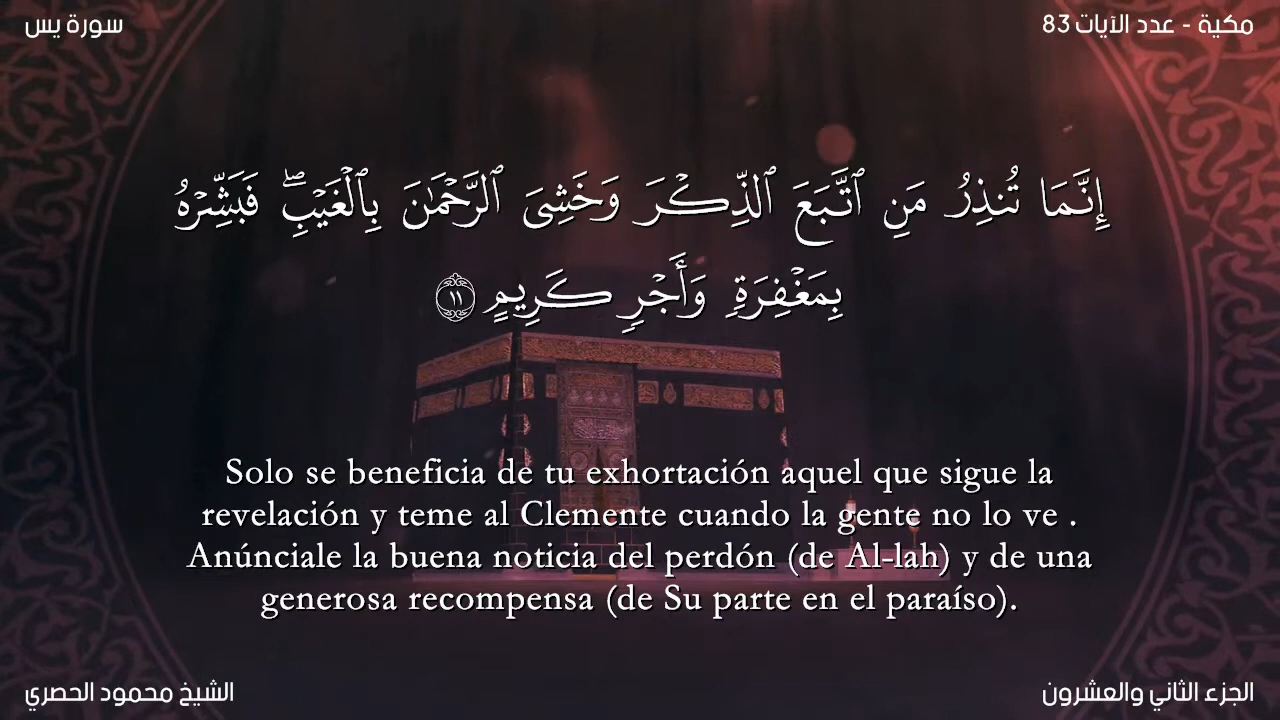 سورة يس
مكية - عدد الآيات 83
إِنَّمَا تُنذِرُ مَنِ ٱتَّبَعَ ٱلذِّكْرَ وَخَشِىَ ٱلرَّحْمَٰنَ بِٱلْغَيْبِ ۖ فَبَشِّرْهُ
بِمَغْفِرَةٍ وَأَجْرٍ كَرِيمٍ ١١
Solo se beneficia de tu exhortación aquel que sigue la
revelación y teme al Clemente cuando la gente no lo ve .
Anúnciale la buena noticia del perdón (de Al-lah) y de una
generosa recompensa (de Su parte en el paraíso).
الشيخ محمود الحصري
الجزء الثاني والعشرون